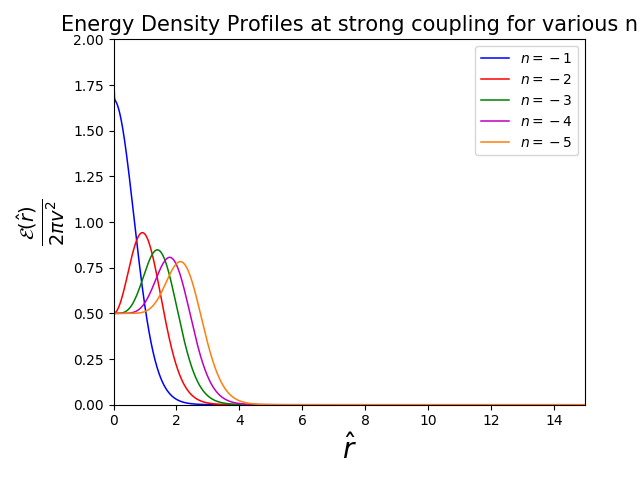 Energy Density Profiles at strong coupling for various n
2.00
1.75
1.50
1.25
1.00
0.75
0.50
0.25
0.00
ℰ(r̂)
2πv²
n = −1
n = −2
n = −3
n = −4
n = −5
0 2 4 6 8 10 12 14
r̂